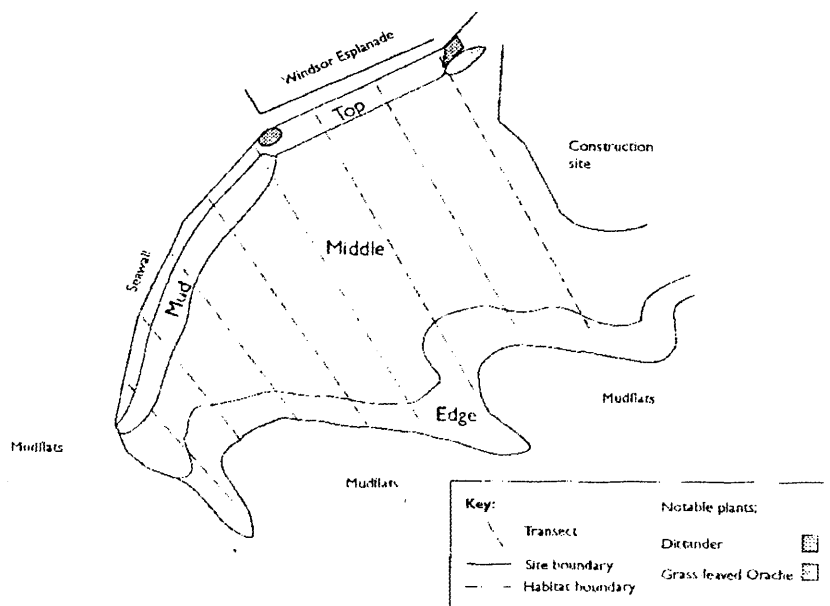 Windsor Esplanade
Top
Construction
site
Middle
Seawall
Mud
Edge
Mudflats
Mudflats
Mudflats
Key:
Transect
Site boundary
Habitat boundary
Notable plants;
Dittander
Grass leaved Orache